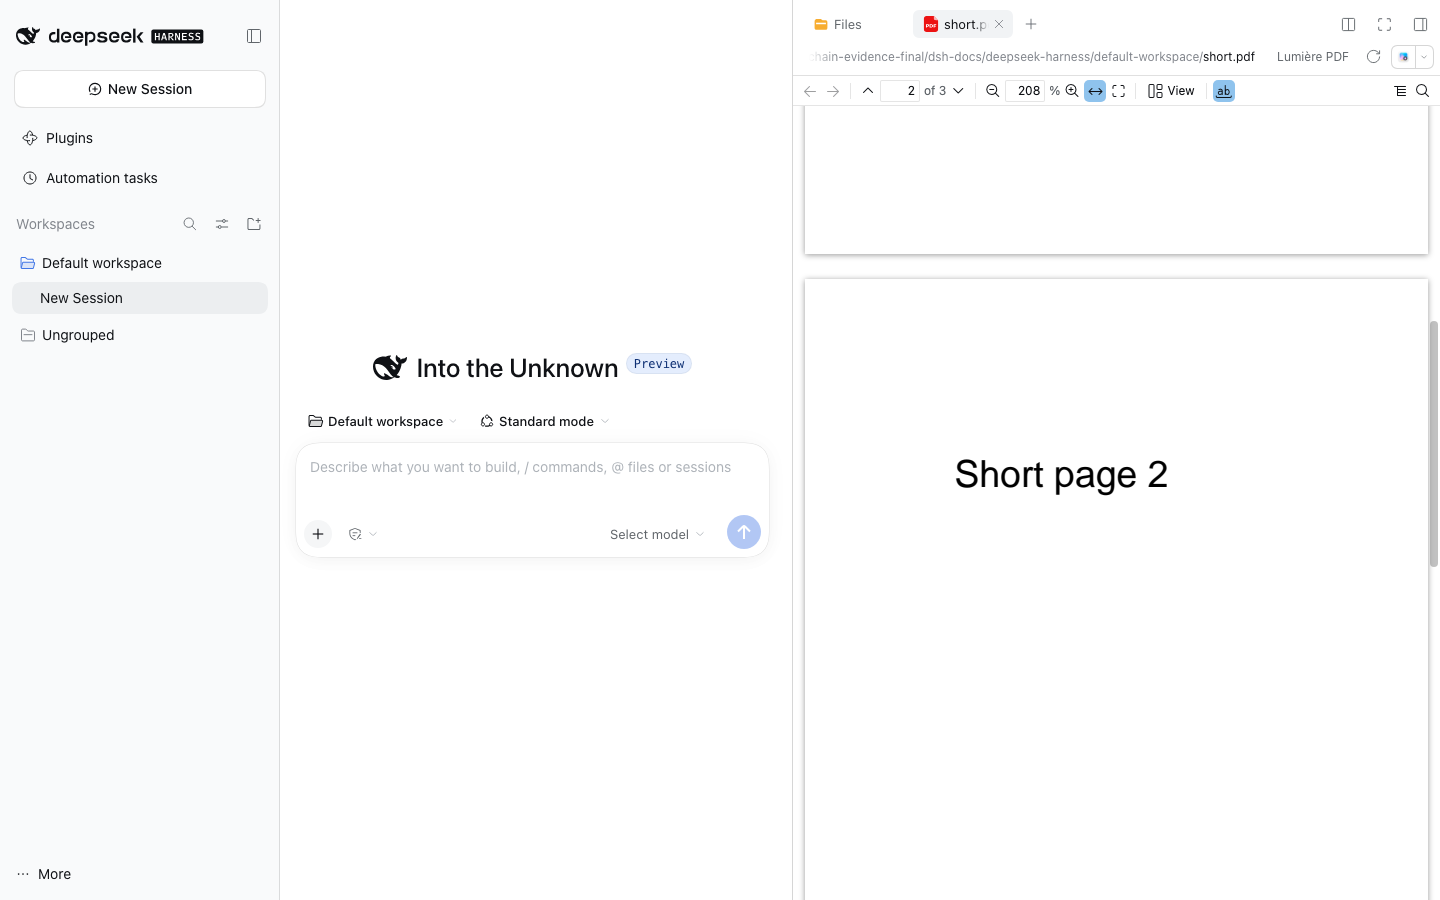 deepseek HARNESS
New Session
Plugins
Automation tasks
Workspaces
Default workspace
New Session
Ungrouped
More
Into the Unknown Preview
Default workspace Standard mode
Describe what you want to build, / commands, @ files or sessions
Select model
Files short.p
hain-evidence-final/dsh-docs/deepseek-harness/default-workspace/short.pdf Lumière PDF
2 of 3 208 % View ab
Short page 2